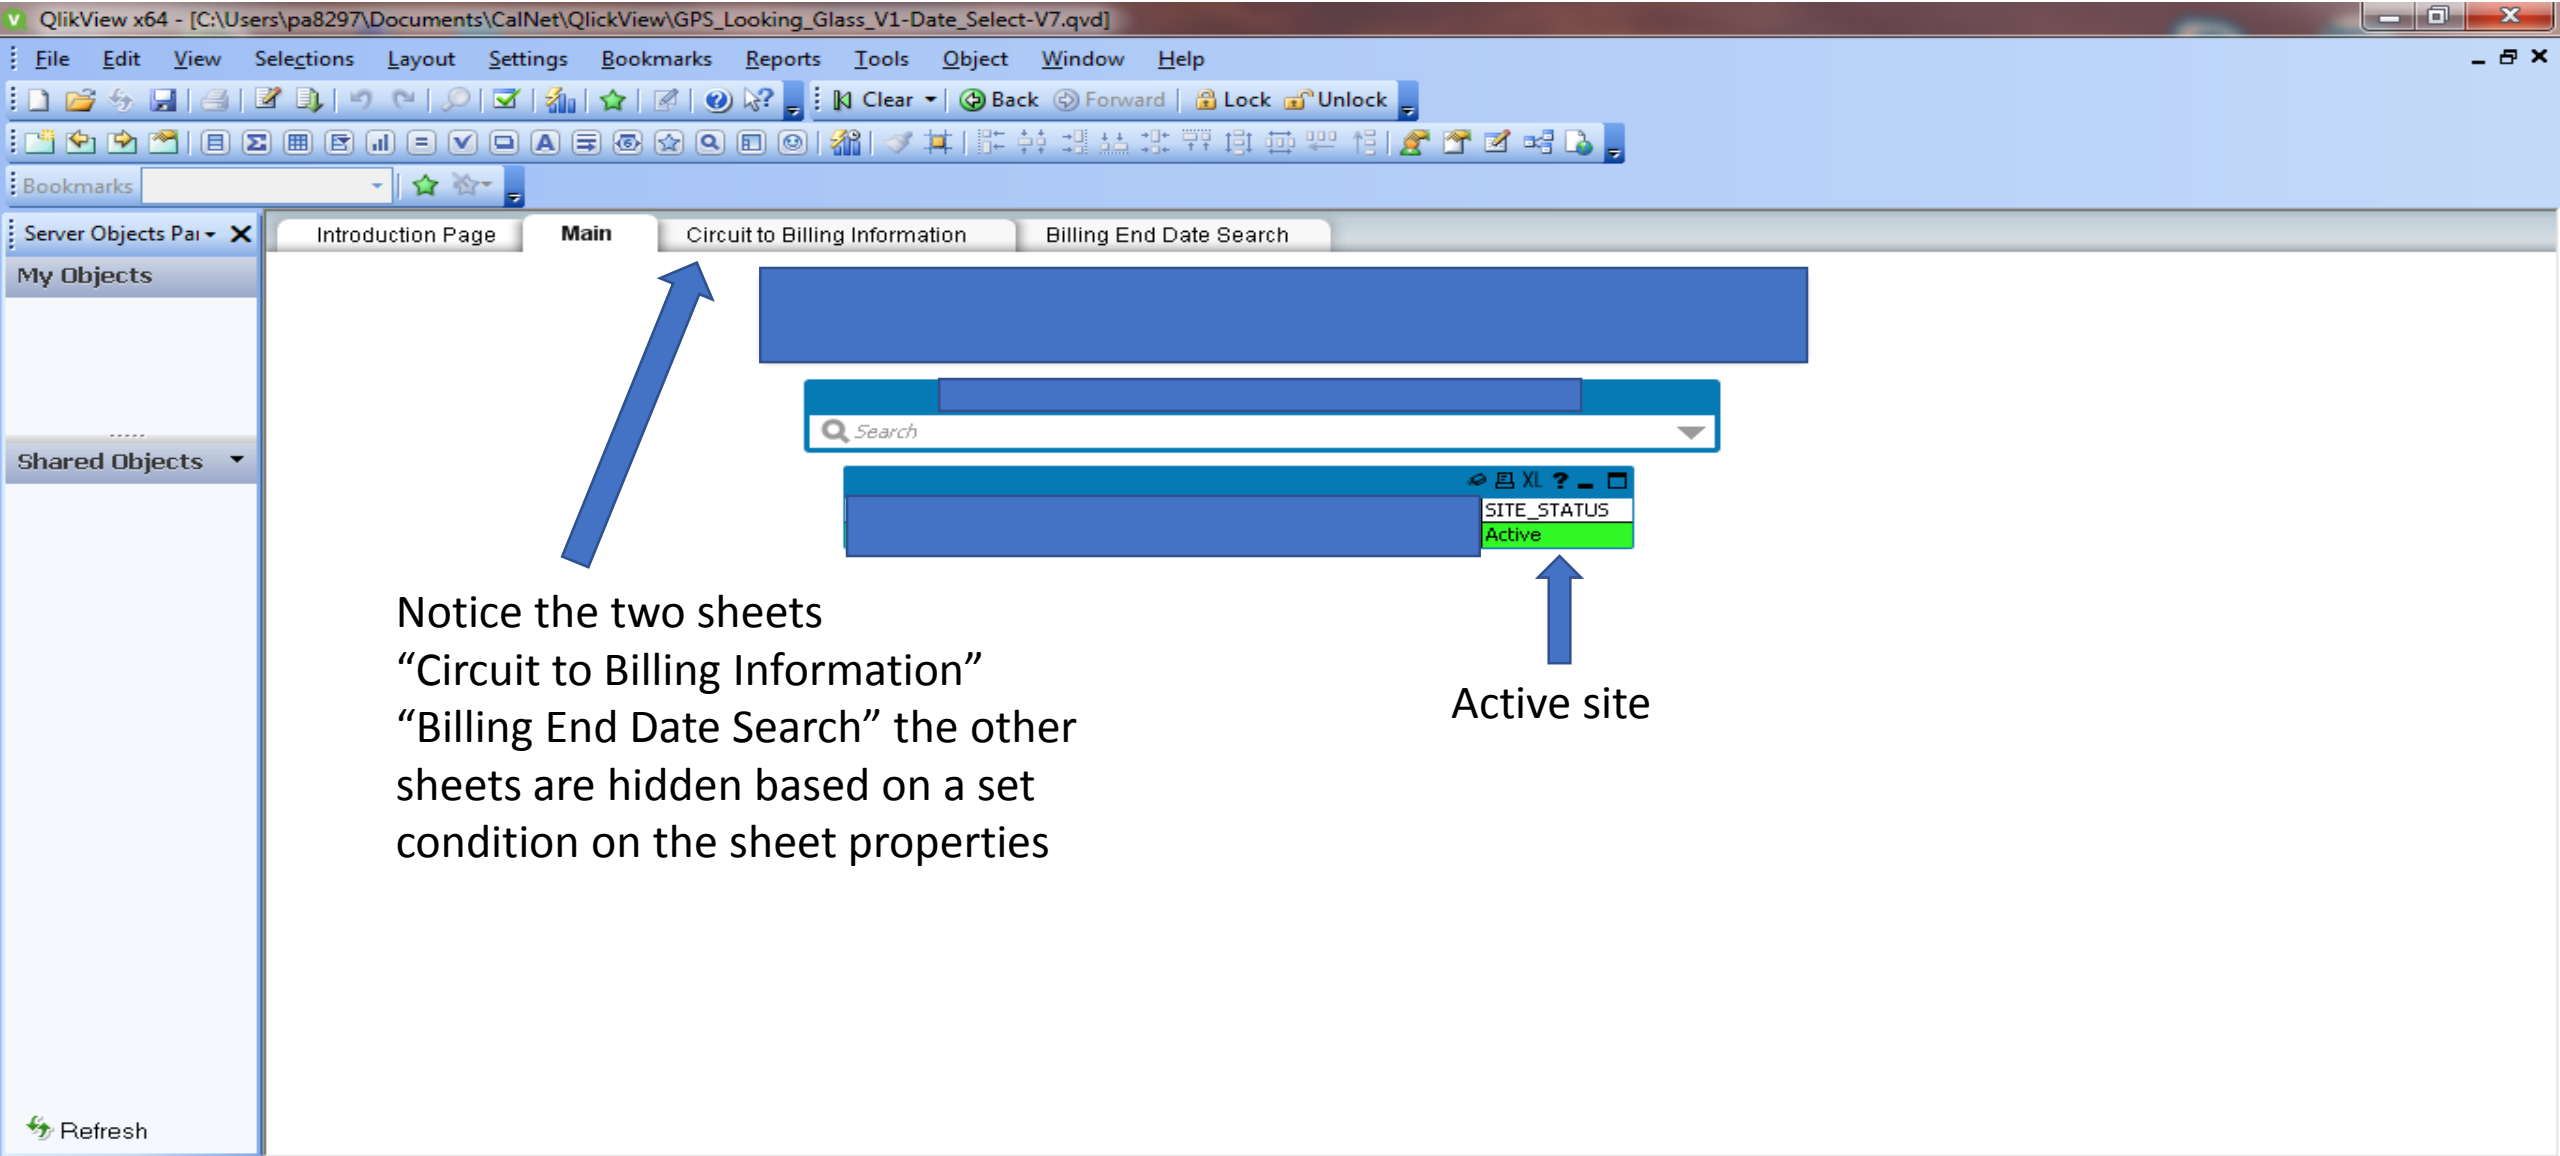 QlikView x64 - [C:\Users\pa8297\Documents\CalNet\QlickView\GPS_Looking_Glass_V1-Date_Select-V7.qvd]
File Edit View Selections Layout Settings Bookmarks Reports Tools Object Window Help
Clear Back Forward Lock Unlock
Bookmarks
Server Objects Pa
Introduction Page Main Circuit to Billing Information Billing End Date Search
My Objects
Search
Shared Objects
XL ?
SITE_STATUS
Active
Notice the two sheets
“Circuit to Billing Information”
“Billing End Date Search” the other
sheets are hidden based on a set
condition on the sheet properties
Active site
Refresh